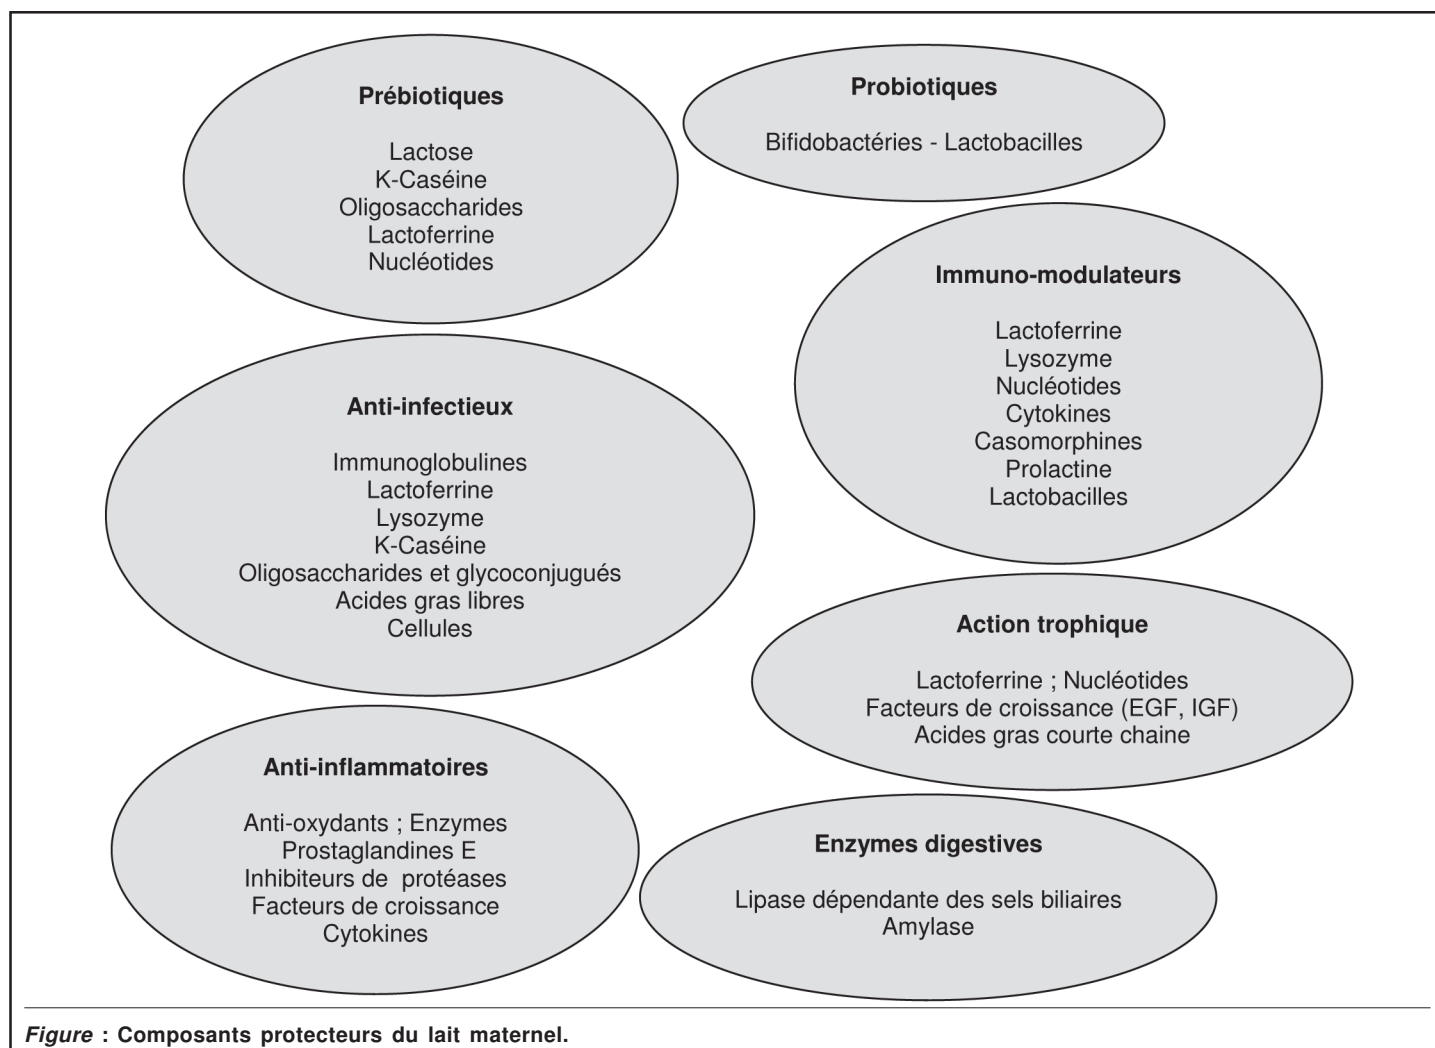 Prébiotiques
Lactose
K-Caséine
Oligosaccharides
Lactoferrine
Nucléotides
Probiotiques
Bifidobactéries - Lactobacilles
Immuno-modulateurs
Lactoferrine
Lysozyme
Nucléotides
Cytokines
Casomorphines
Prolactine
Lactobacilles
Anti-infectieux
Immunoglobulines
Lactoferrine
Lysozyme
K-Caséine
Oligosaccharides et glycoconjugués
Acides gras libres
Cellules
Action trophique
Lactoferrine ; Nucléotides
Facteurs de croissance (EGF, IGF)
Acides gras courte chaine
Anti-inflammatoires
Anti-oxydants ; Enzymes
Prostaglandines E
Inhibiteurs de protéases
Facteurs de croissance
Cytokines
Enzymes digestives
Lipase dépendante des sels biliaires
Amylase
Figure : Composants protecteurs du lait maternel.